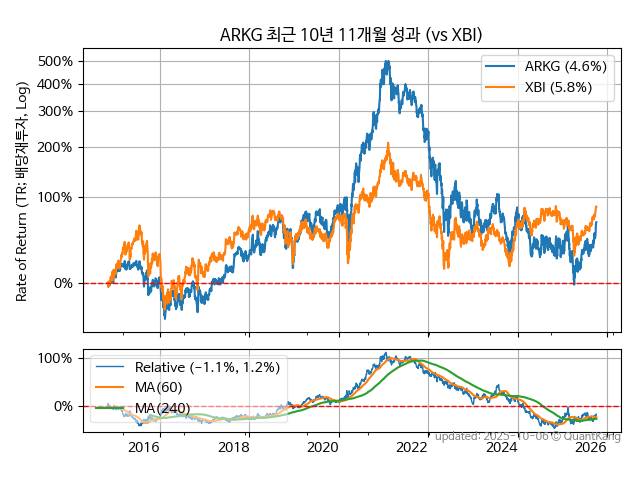 ARKG 최근 10년 11개월 성과 (vs XBI)
Rate of Return (TR: 배당재투자, Log)
500%
400%
300%
200%
100%
0%
ARKG (4.6%)
XBI (5.8%)
100%
0%
Relative (−1.1%, 1.2%)
MA(60)
MA(240)
2016 2018 2020 2022 2024 2026
updated: 2025-10-06 © QuantKang